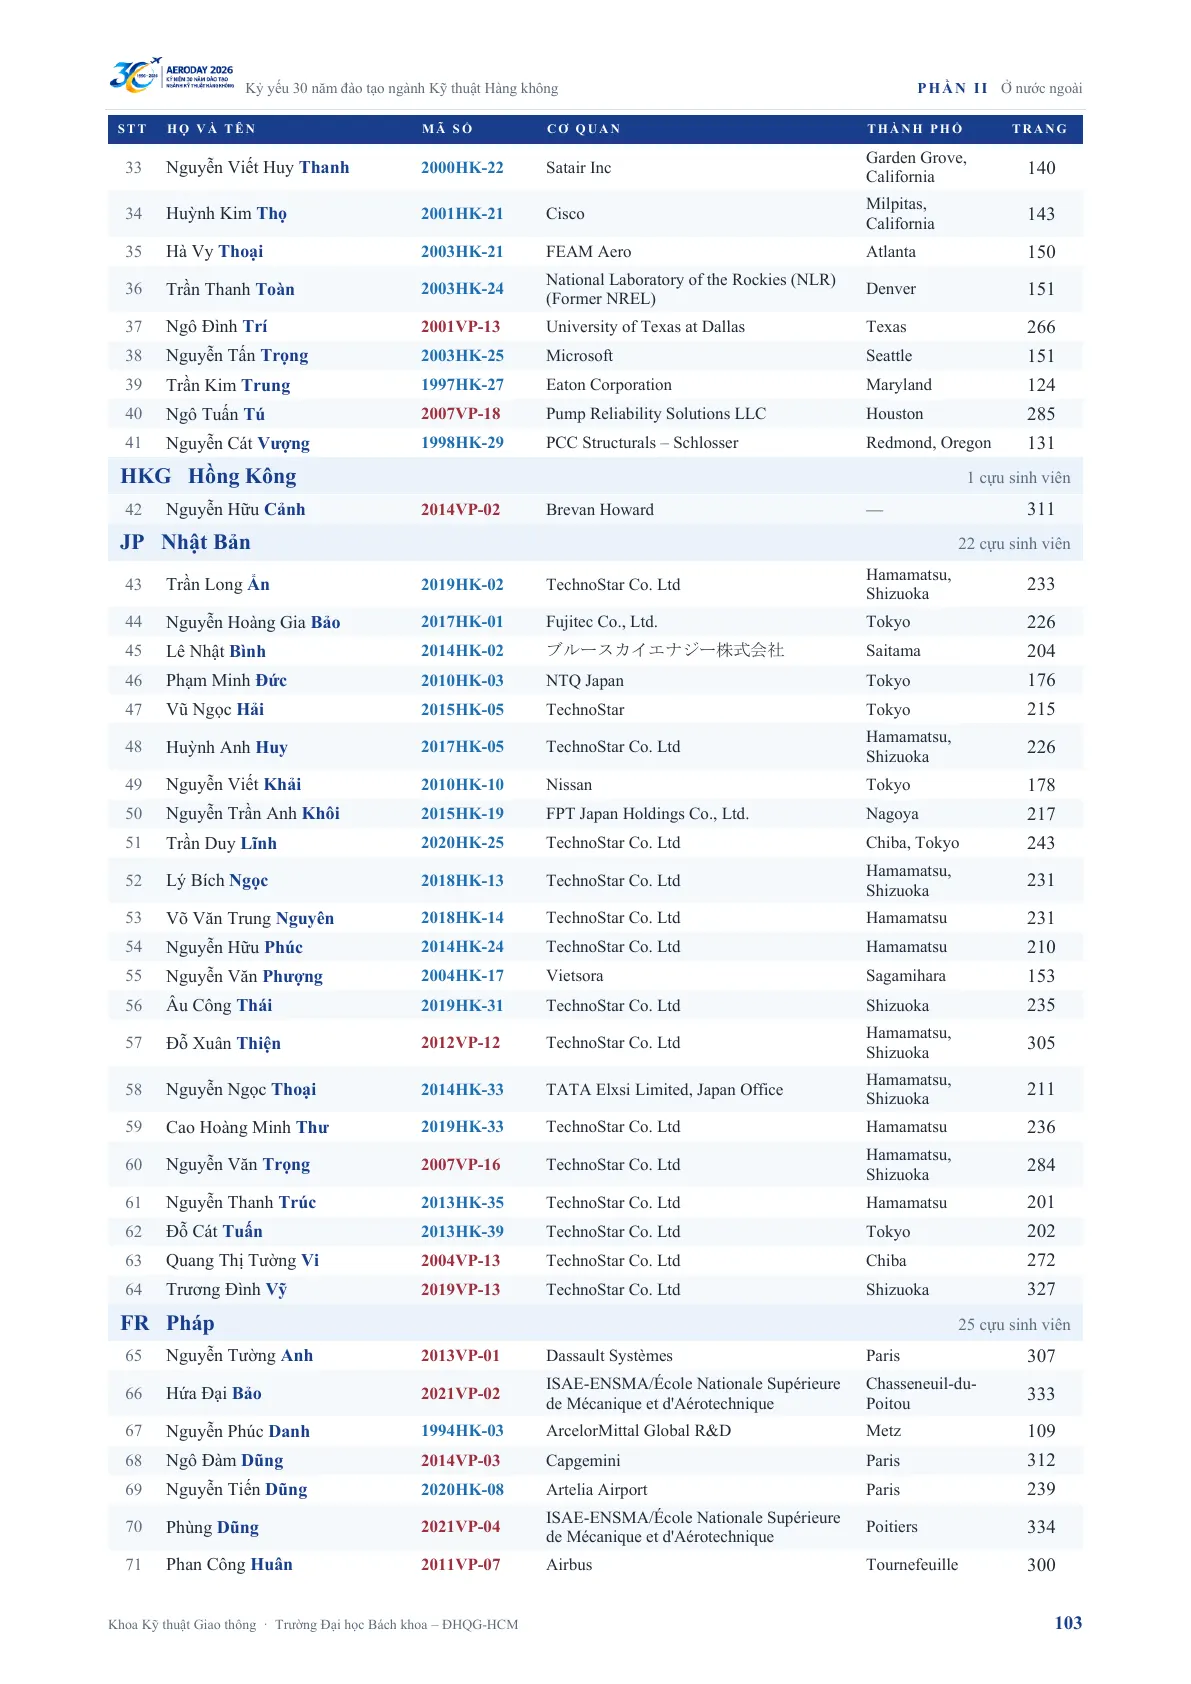 1996 - 2026
AERODAY 2026
KỶ NIỆM 30 NĂM ĐÀO TẠO
NGÀNH KỸ THUẬT HÀNG KHÔNG
Kỷ yếu 30 năm đào tạo ngành Kỹ thuật Hàng không PHẦN II Ở nước ngoài
STT HỌ VÀ TÊN MÃ SỐ CƠ QUAN THÀNH PHỐ TRANG
33 Nguyễn Viết Huy Thanh 2000HK-22 Satair Inc Garden Grove, California 140
34 Huỳnh Kim Thọ 2001HK-21 Cisco Milpitas, California 143
35 Hà Vy Thoại 2003HK-21 FEAM Aero Atlanta 150
36 Trần Thanh Toàn 2003HK-24 National Laboratory of the Rockies (NLR) (Former NREL) Denver 151
37 Ngô Đình Trí 2001VP-13 University of Texas at Dallas Texas 266
38 Nguyễn Tấn Trọng 2003HK-25 Microsoft Seattle 151
39 Trần Kim Trung 1997HK-27 Eaton Corporation Maryland 124
40 Ngô Tuấn Tú 2007VP-18 Pump Reliability Solutions LLC Houston 285
41 Nguyễn Cát Vượng 1998HK-29 PCC Structurals – Schlosser Redmond, Oregon 131
HKG Hồng Kông 1 cựu sinh viên
42 Nguyễn Hữu Cảnh 2014VP-02 Brevan Howard — 311
JP Nhật Bản 22 cựu sinh viên
43 Trần Long Ẩn 2019HK-02 TechnoStar Co. Ltd Hamamatsu, Shizuoka 233
44 Nguyễn Hoàng Gia Bảo 2017HK-01 Fujitec Co., Ltd. Tokyo 226
45 Lê Nhật Bình 2014HK-02 ブルースカイエナジー株式会社 Saitama 204
46 Phạm Minh Đức 2010HK-03 NTQ Japan Tokyo 176
47 Vũ Ngọc Hải 2015HK-05 TechnoStar Tokyo 215
48 Huỳnh Anh Huy 2017HK-05 TechnoStar Co. Ltd Hamamatsu, Shizuoka 226
49 Nguyễn Viết Khải 2010HK-10 Nissan Tokyo 178
50 Nguyễn Trần Anh Khôi 2015HK-19 FPT Japan Holdings Co., Ltd. Nagoya 217
51 Trần Duy Lĩnh 2020HK-25 TechnoStar Co. Ltd Chiba, Tokyo 243
52 Lý Bích Ngọc 2018HK-13 TechnoStar Co. Ltd Hamamatsu, Shizuoka 231
53 Võ Văn Trung Nguyên 2018HK-14 TechnoStar Co. Ltd Hamamatsu 231
54 Nguyễn Hữu Phúc 2014HK-24 TechnoStar Co. Ltd Hamamatsu 210
55 Nguyễn Văn Phượng 2004HK-17 Vietsora Sagamihara 153
56 Âu Công Thái 2019HK-31 TechnoStar Co. Ltd Shizuoka 235
57 Đỗ Xuân Thiện 2012VP-12 TechnoStar Co. Ltd Hamamatsu, Shizuoka 305
58 Nguyễn Ngọc Thoại 2014HK-33 TATA Elxsi Limited, Japan Office Hamamatsu, Shizuoka 211
59 Cao Hoàng Minh Thư 2019HK-33 TechnoStar Co. Ltd Hamamatsu 236
60 Nguyễn Văn Trọng 2007VP-16 TechnoStar Co. Ltd Hamamatsu, Shizuoka 284
61 Nguyễn Thanh Trúc 2013HK-35 TechnoStar Co. Ltd Hamamatsu 201
62 Đỗ Cát Tuấn 2013HK-39 TechnoStar Co. Ltd Tokyo 202
63 Quang Thị Tường Vi 2004VP-13 TechnoStar Co. Ltd Chiba 272
64 Trương Đình Vỹ 2019VP-13 TechnoStar Co. Ltd Shizuoka 327
FR Pháp 25 cựu sinh viên
65 Nguyễn Tường Anh 2013VP-01 Dassault Systèmes Paris 307
66 Hứa Đại Bảo 2021VP-02 ISAE-ENSMA/École Nationale Supérieure de Mécanique et d'Aérotechnique Chasseneuil-du-Poitou 333
67 Nguyễn Phúc Danh 1994HK-03 ArcelorMittal Global R&D Metz 109
68 Ngô Đàm Dũng 2014VP-03 Capgemini Paris 312
69 Nguyễn Tiến Dũng 2020HK-08 Artelia Airport Paris 239
70 Phùng Dũng 2021VP-04 ISAE-ENSMA/École Nationale Supérieure de Mécanique et d'Aérotechnique Poitiers 334
71 Phan Công Huân 2011VP-07 Airbus Tournefeuille 300
Khoa Kỹ thuật Giao thông · Trường Đại học Bách khoa – ĐHQG-HCM 103